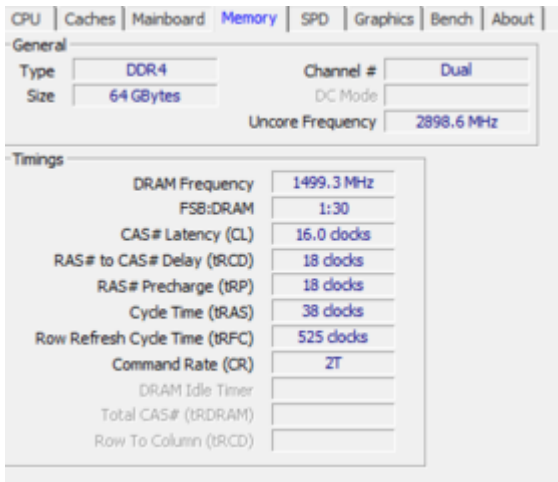 CPU Caches Mainboard Memory SPD Graphics Bench About
General
Type DDR4 Channel # Dual
Size 64 GBytes DC Mode
Uncore Frequency 2898.6 MHz
Timings
DRAM Frequency 1499.3 MHz
FSB:DRAM 1:30
CAS# Latency (CL) 16.0 clocks
RAS# to CAS# Delay (tRCD) 18 clocks
RAS# Precharge (tRP) 18 clocks
Cycle Time (tRAS) 38 clocks
Row Refresh Cycle Time (tRFC) 525 clocks
Command Rate (CR) 2T
DRAM Idle Timer
Total CAS# (tRDRAM)
Row To Column (tRCD)